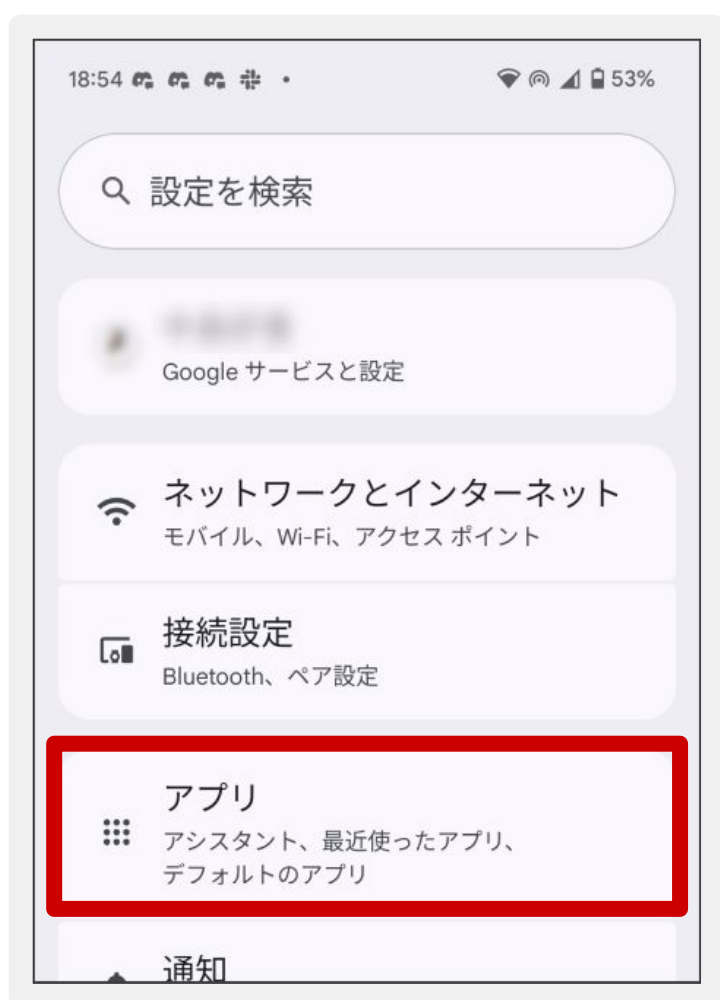 18:54
53%
設定を検索
Google サービスと設定
ネットワークとインターネット
モバイル、Wi-Fi、アクセス ポイント
接続設定
Bluetooth、ペア設定
アプリ
アシスタント、最近使ったアプリ、
デフォルトのアプリ
通知